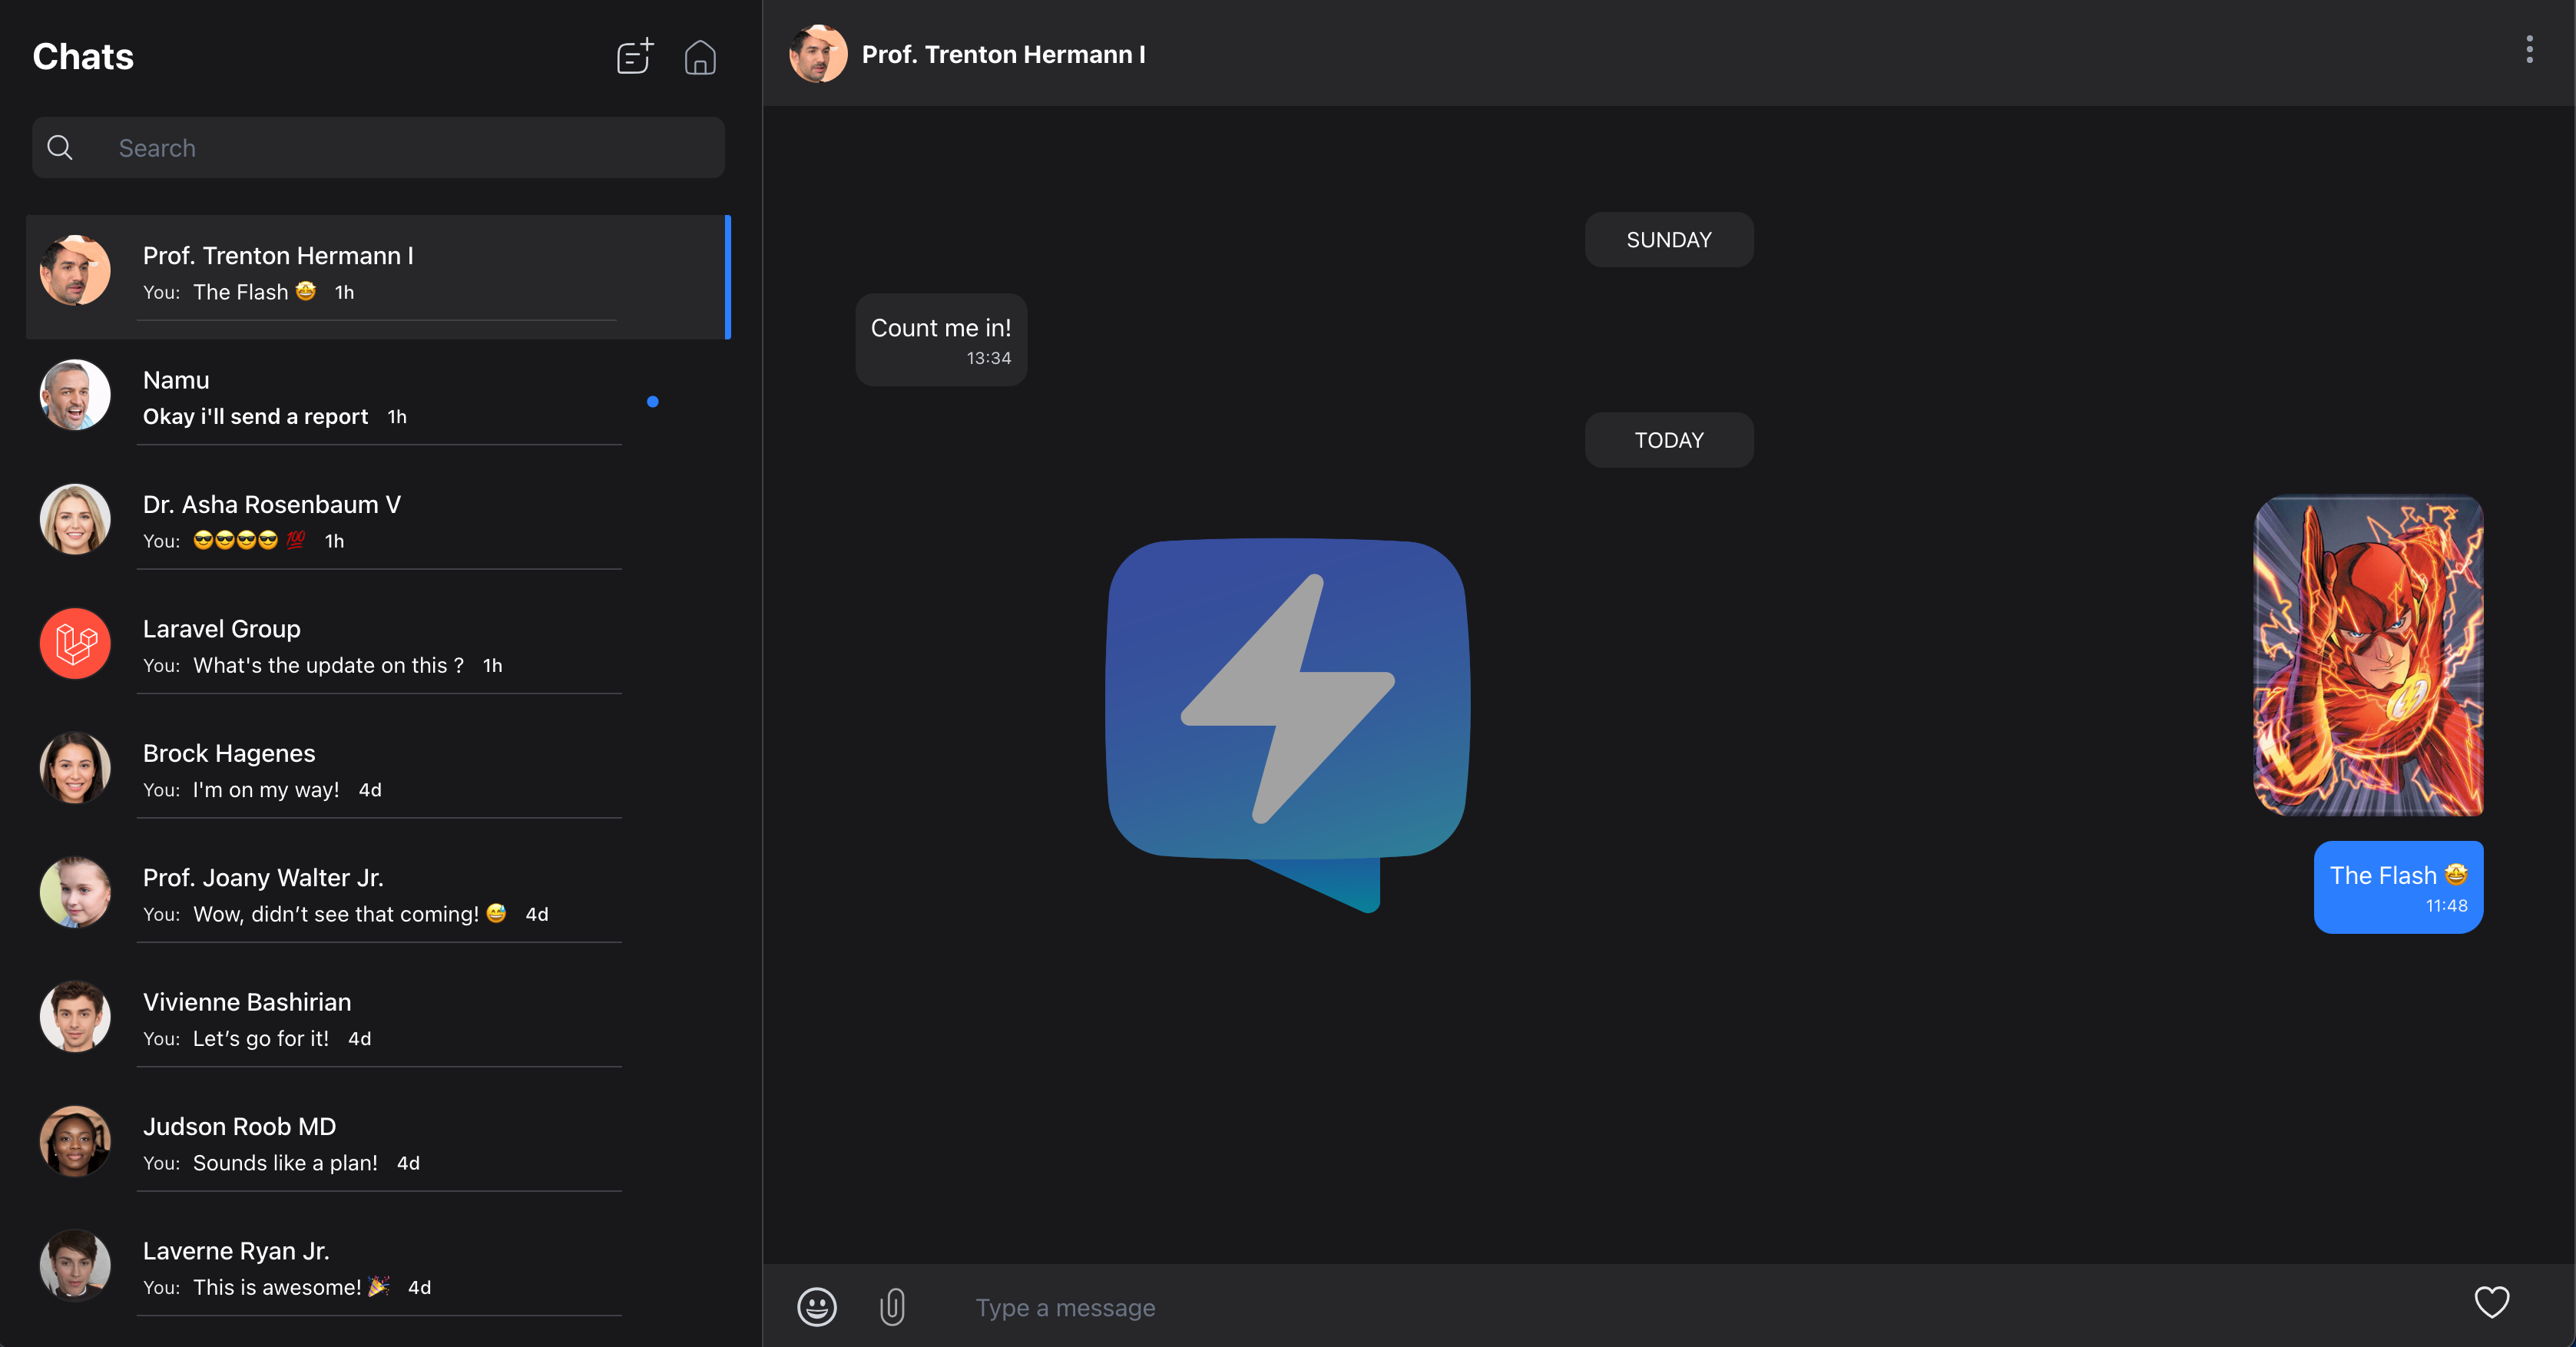 Chats
Search
Prof. Trenton Hermann I
You: The Flash 🤩 1h
Namu
Okay i'll send a report 1h
Dr. Asha Rosenbaum V
You: 😎😎😎😎 💯 1h
Laravel Group
You: What's the update on this ? 1h
Brock Hagenes
You: I'm on my way! 4d
Prof. Joany Walter Jr.
You: Wow, didn’t see that coming! 😅 4d
Vivienne Bashirian
You: Let’s go for it! 4d
Judson Roob MD
You: Sounds like a plan! 4d
Laverne Ryan Jr.
You: This is awesome! 🎉 4d
Prof. Trenton Hermann I
SUNDAY
Count me in!
13:34
TODAY
The Flash 🤩
11:48
Type a message